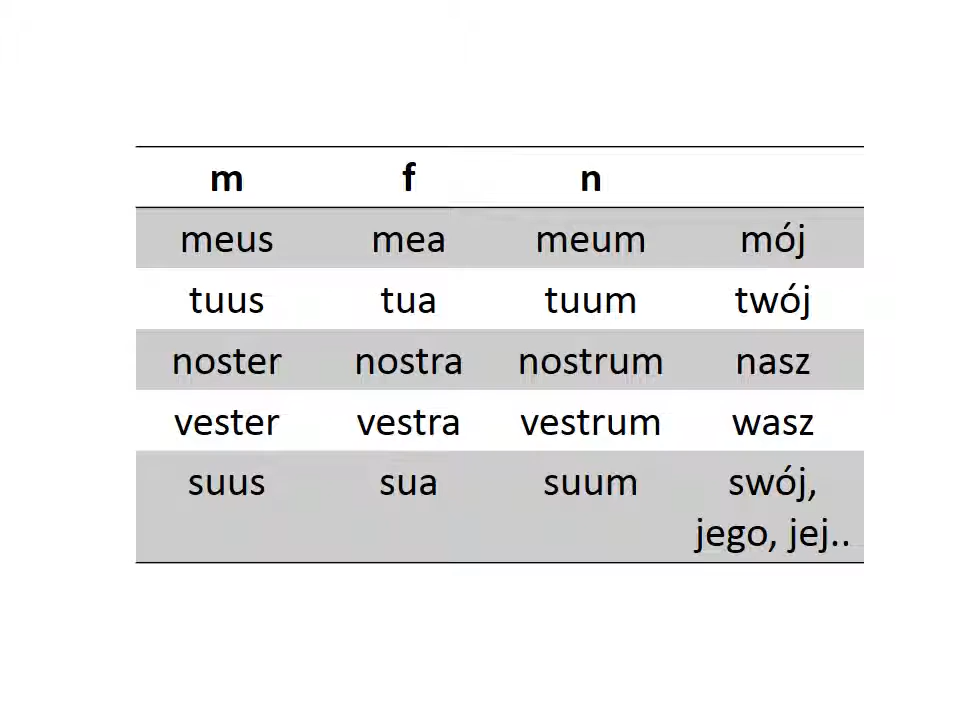 m f n
meus mea meum mój
tuus tua tuum twój
noster nostra nostrum nasz
vester vestra vestrum wasz
suus sua suum swój,
jego, jej..